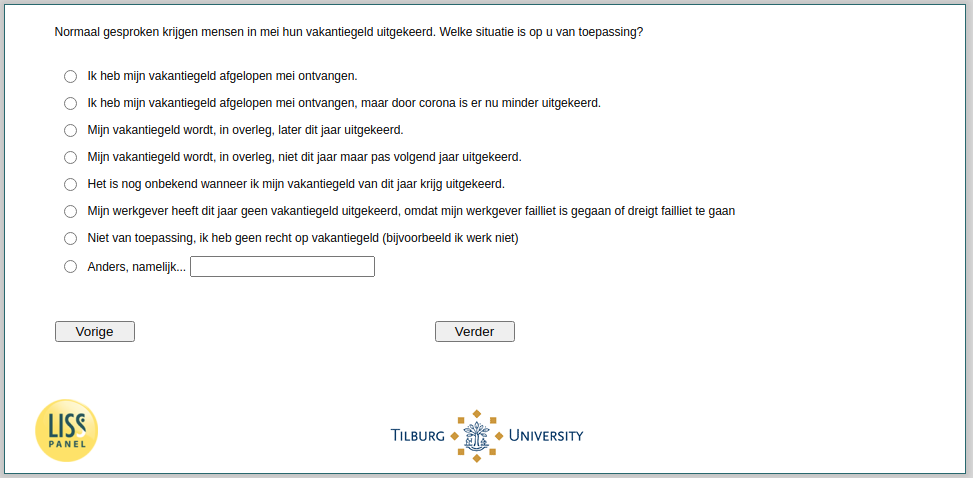 Normaal gesproken krijgen mensen in mei hun vakantiegeld uitgekeerd. Welke situatie is op u van toepassing?
Ik heb mijn vakantiegeld afgelopen mei ontvangen.
Ik heb mijn vakantiegeld afgelopen mei ontvangen, maar door corona is er nu minder uitgekeerd.
Mijn vakantiegeld wordt, in overleg, later dit jaar uitgekeerd.
Mijn vakantiegeld wordt, in overleg, niet dit jaar maar pas volgend jaar uitgekeerd.
Het is nog onbekend wanneer ik mijn vakantiegeld van dit jaar krijg uitgekeerd.
Mijn werkgever heeft dit jaar geen vakantiegeld uitgekeerd, omdat mijn werkgever failliet is gegaan of dreigt failliet te gaan
Niet van toepassing, ik heb geen recht op vakantiegeld (bijvoorbeeld ik werk niet)
Anders, namelijk...
Vorige Verder
LISS
PANEL
TILBURG UNIVERSITY